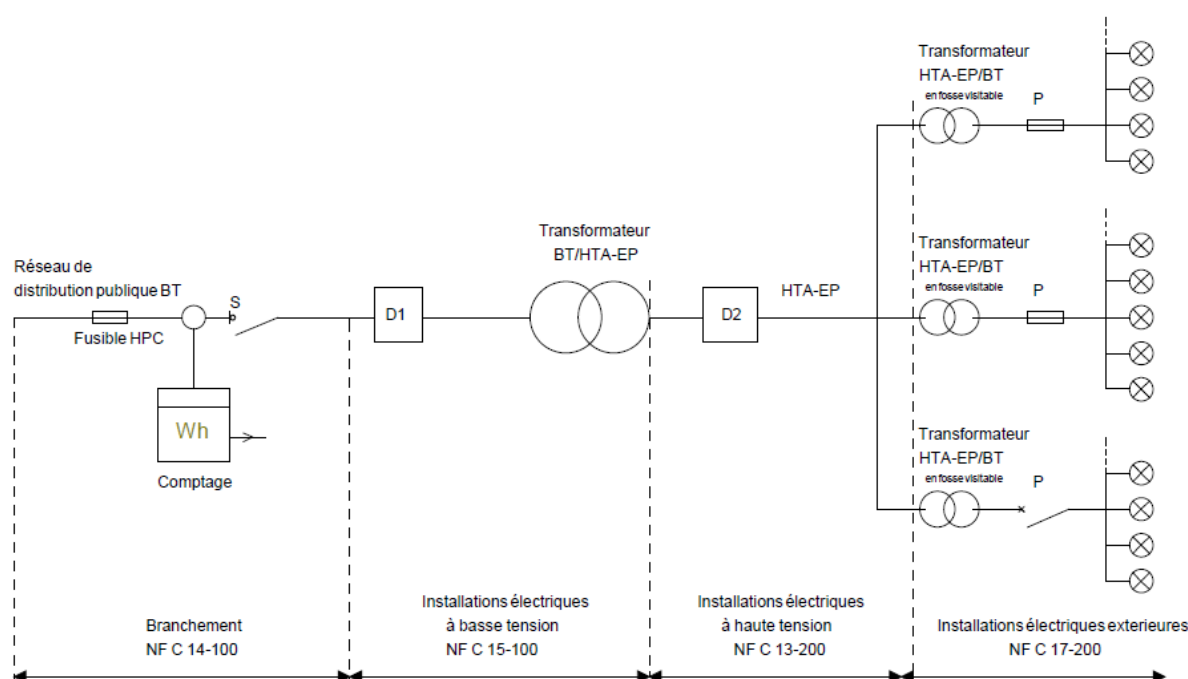 Transformateur
HTA-EP/BT
en fosse visitable
P
Transformateur
BT/HTA-EP
Transformateur
HTA-EP/BT
en fosse visitable
P
Réseau de
distribution publique BT
S
D1
D2
HTA-EP
Fusible HPC
Wh
Comptage
Transformateur
HTA-EP/BT
en fosse visitable
P
Branchement
NF C 14-100
Installations électriques
à basse tension
NF C 15-100
Installations électriques
à haute tension
NF C 13-200
Installations électriques exterieures
NF C 17-200